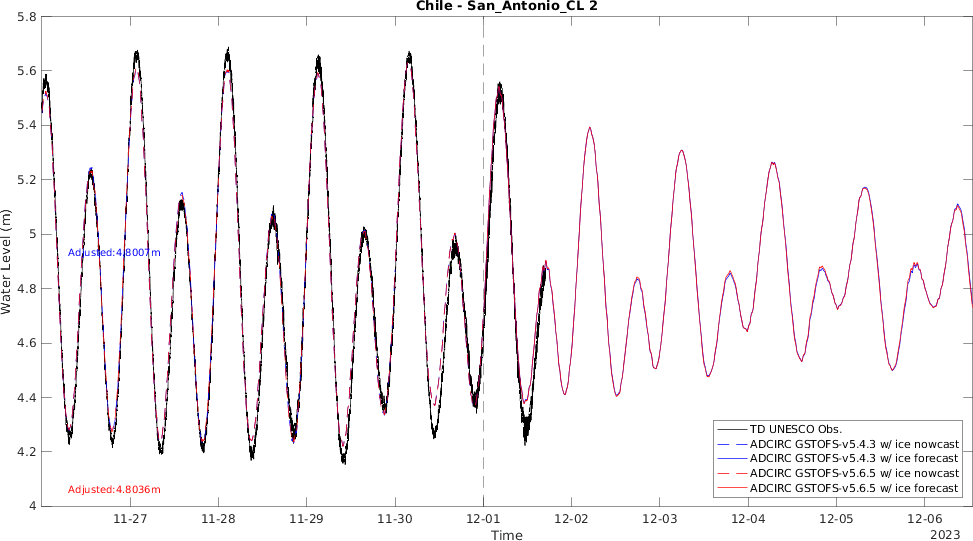 Chile - San_Antonio_CL 2
Water Level (m)
5.8
5.6
5.4
5.2
5
4.8
4.6
4.4
4.2
4
Adjusted:4.8007m
Adjusted:4.8036m
TD UNESCO Obs.
ADCIRC GSTOFS-v5.4.3 w/ ice nowcast
ADCIRC GSTOFS-v5.4.3 w/ ice forecast
ADCIRC GSTOFS-v5.6.5 w/ ice nowcast
ADCIRC GSTOFS-v5.6.5 w/ ice forecast
11-27 11-28 11-29 11-30 12-01 12-02 12-03 12-04 12-05 12-06
Time
2023